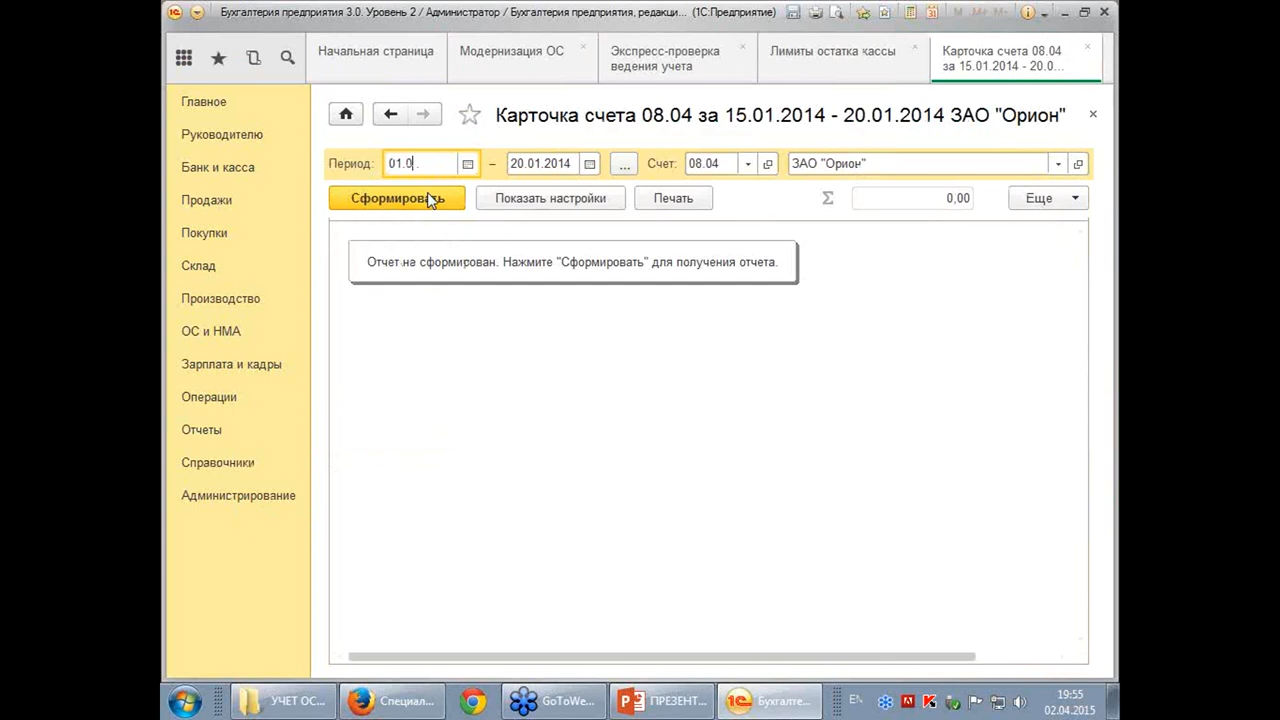 Бухгалтерия предприятия 3.0. Уровень 2 / Администратор / Бухгалтерия предприятия, редакци... (1С:Предприятие)
M M+ M-
Начальная страница
Модернизация ОС
Экспресс-проверка
ведения учета
Лимиты остатка кассы
Карточка счета 08.04
за 15.01.2014 - 20.0...
Главное
Руководителю
Банк и касса
Продажи
Покупки
Склад
Производство
ОС и НМА
Зарплата и кадры
Операции
Отчеты
Справочники
Администрирование
Карточка счета 08.04 за 15.01.2014 - 20.01.2014 ЗАО "Орион"
Период: 01.0 . – 20.01.2014 ... Счет: 08.04 ЗАО "Орион"
Сформировать Показать настройки Печать Σ 0,00 Еще
Отчет не сформирован. Нажмите "Сформировать" для получения отчета.
УЧЕТ ОС... Специал... GoToWe... ПРЕЗЕНТ... Бухгалте... EN
19:55
02.04.2015